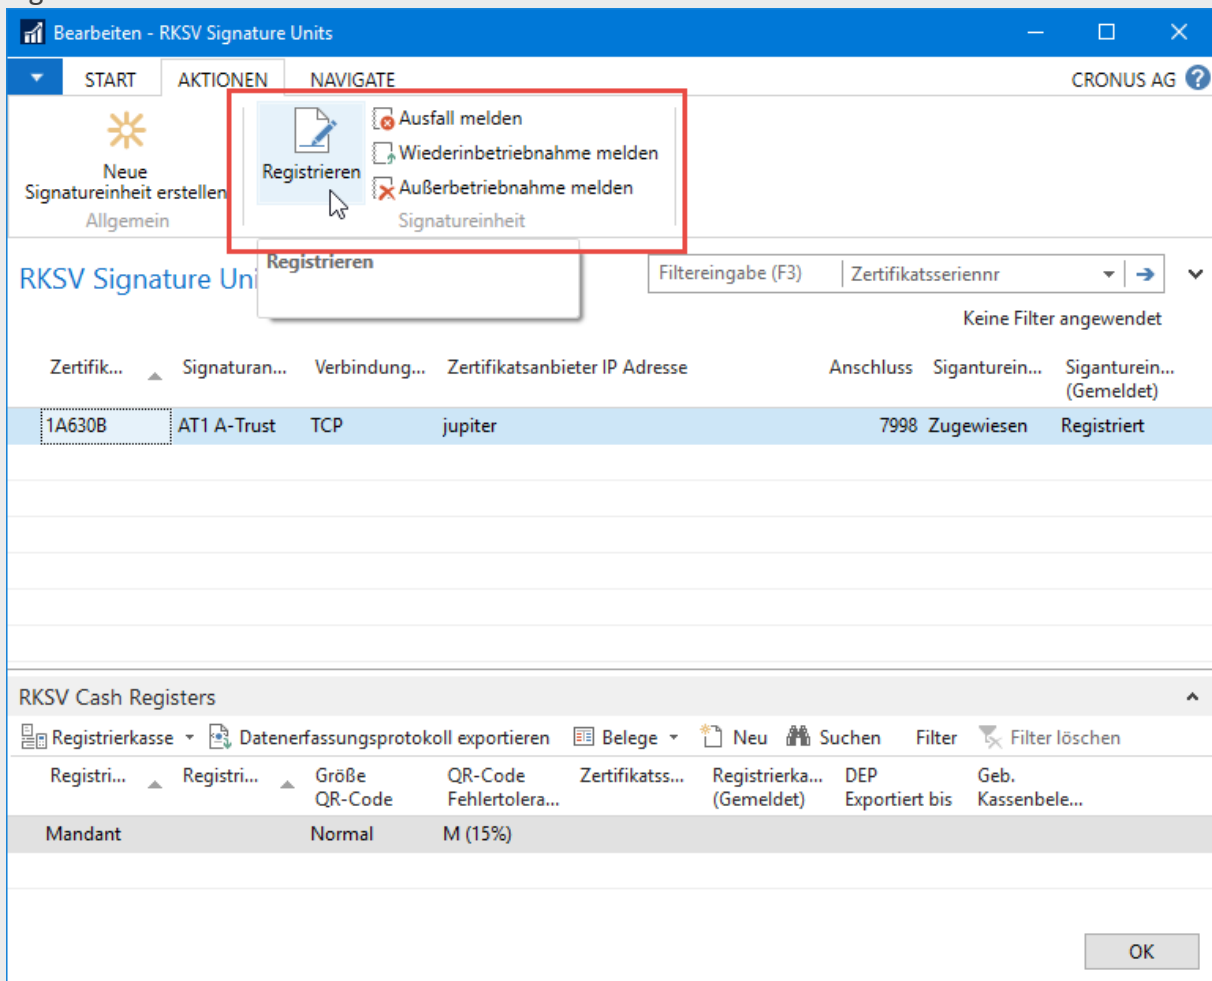 Bearbeiten - RKSV Signature Units
START AKTIONEN NAVIGATE CRONUS AG ?
Neue
Signatureinheit erstellen
Allgemein
Registrieren
Ausfall melden
Wiederinbetriebnahme melden
Außerbetriebnahme melden
Signatureinheit
Registrieren
RKSV Signature Uni
Filtereingabe (F3) Zertifikatsseriennr
Keine Filter angewendet
Zertifik... Signaturan... Verbindung... Zertifikatsanbieter IP Adresse Anschluss Siganturein... Siganturein...
(Gemeldet)
1A630B AT1 A-Trust TCP jupiter 7998 Zugewiesen Registriert
RKSV Cash Registers
Registrierkasse Datenerfassungsprotokoll exportieren Belege Neu Suchen Filter Filter löschen
Registri... Registri... Größe QR-Code Zertifikatss... Registrierka... DEP Geb.
QR-Code Fehlertolera... (Gemeldet) Exportiert bis Kassenbele...
Mandant Normal M (15%)
OK